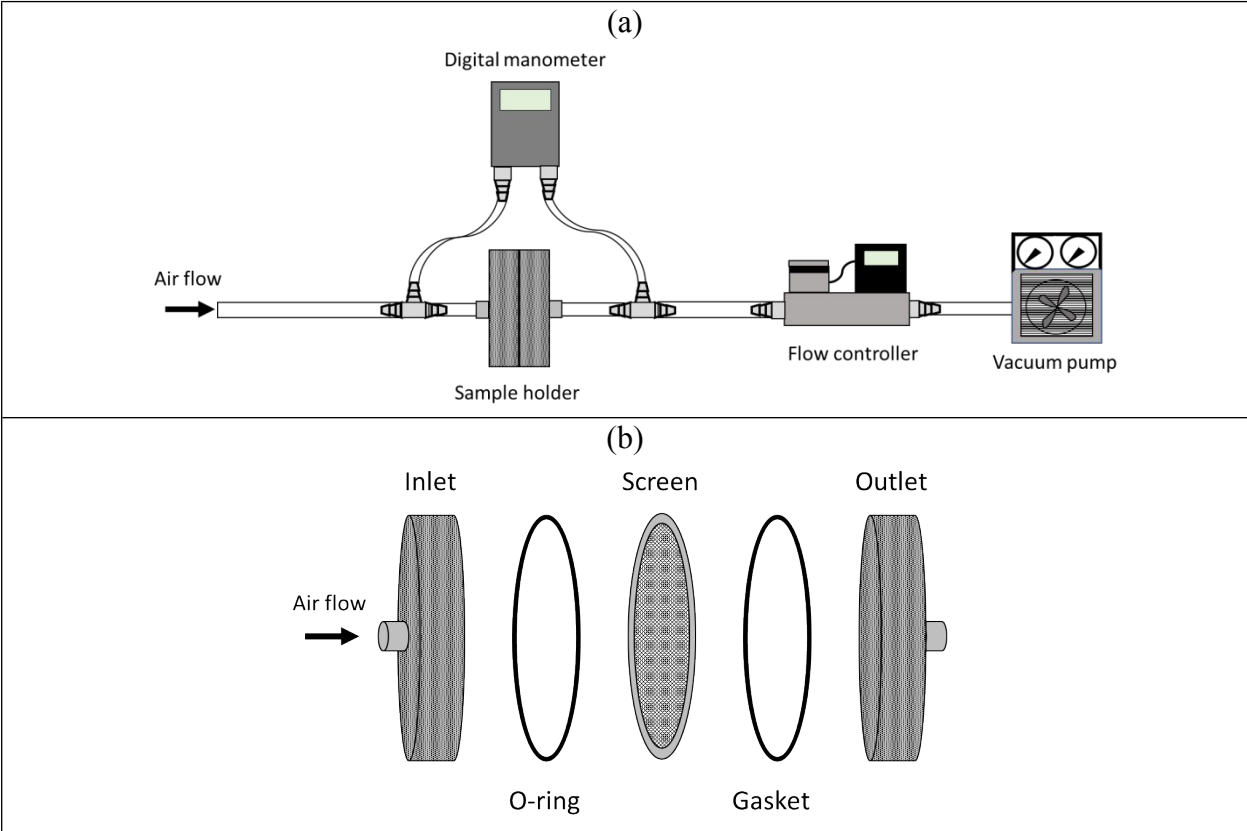 (a)
Digital manometer
Air flow
Flow controller
Vacuum pump
Sample holder
(b)
Inlet
Screen
Outlet
Air flow
O-ring
Gasket